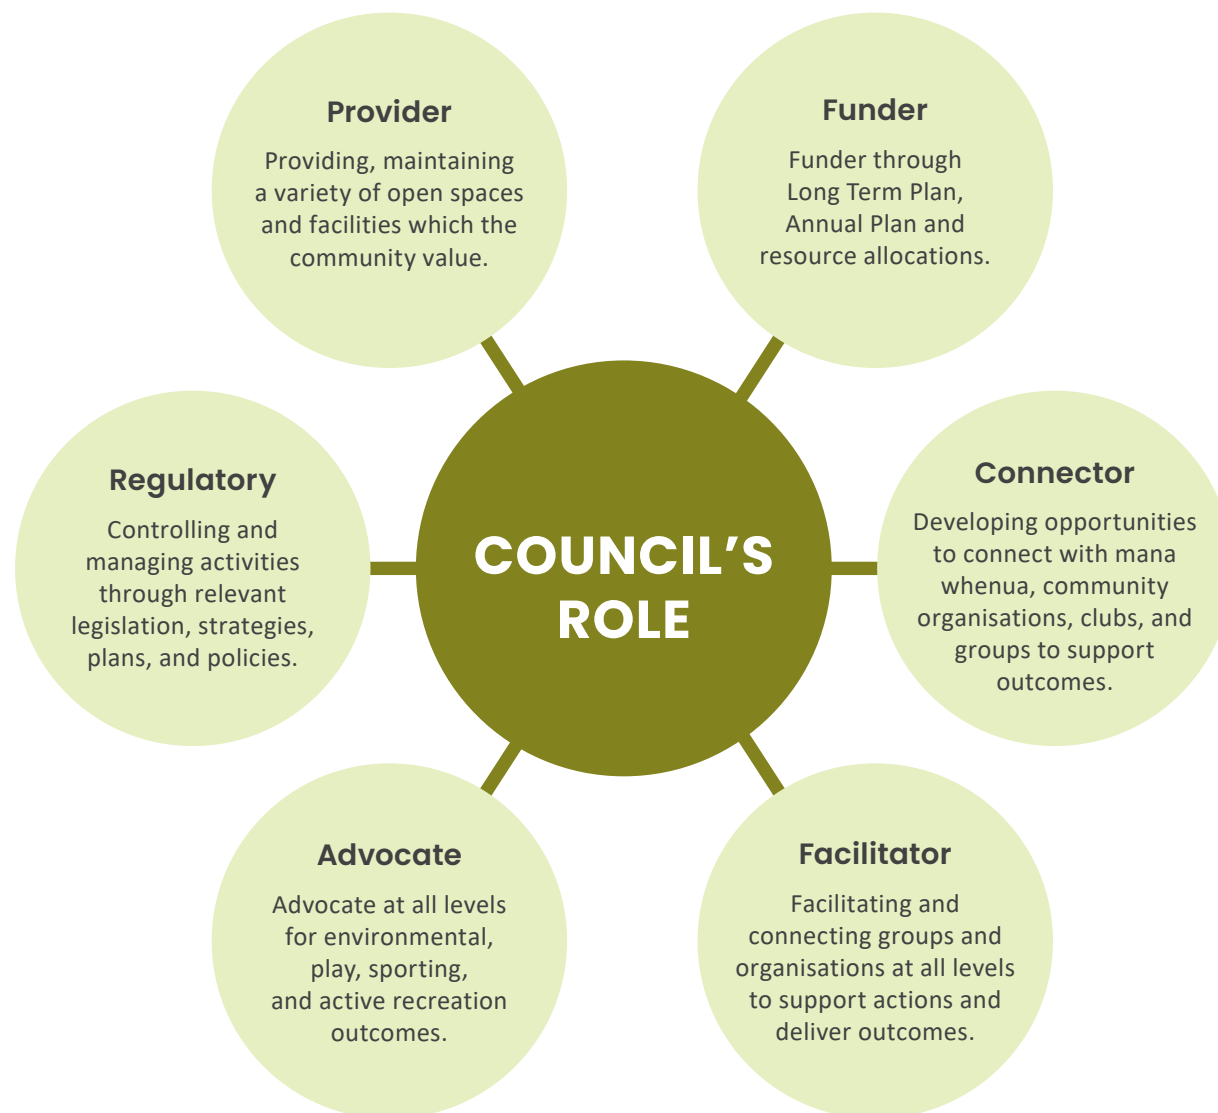 Provider
Providing, maintaining
a variety of open spaces
and facilities which the
community value.
Funder
Funder through
Long Term Plan,
Annual Plan and
resource allocations.
Regulatory
Controlling and
managing activities
through relevant
legislation, strategies,
plans, and policies.
COUNCIL’S
ROLE
Connector
Developing opportunities
to connect with mana
whenua, community
organisations, clubs, and
groups to support
outcomes.
Advocate
Advocate at all levels
for environmental,
play, sporting,
and active recreation
outcomes.
Facilitator
Facilitating and
connecting groups and
organisations at all levels
to support actions and
deliver outcomes.